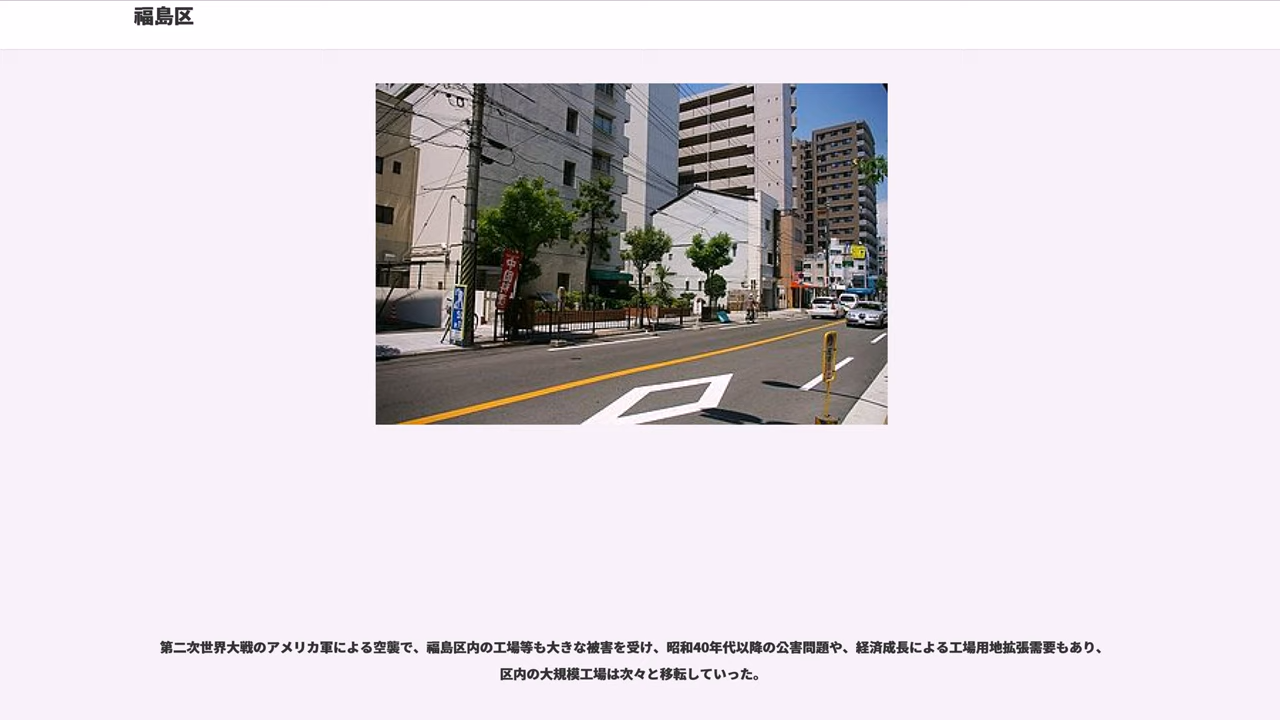 福島区
第二次世界大戦のアメリカ軍による空襲で、福島区内の工場等も大きな被害を受け、昭和40年代以降の公害問題や、経済成長による工場用地拡張需要もあり、
区内の大規模工場は次々と移転していった。